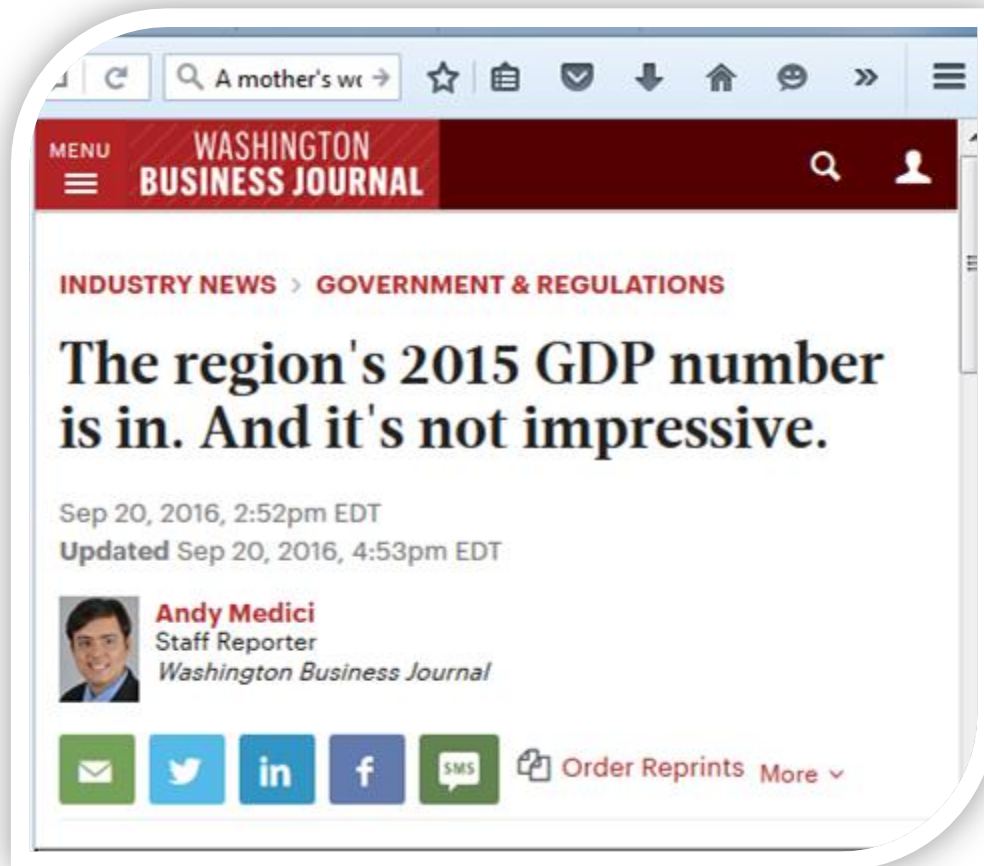 A mother's
MENU
WASHINGTON
BUSINESS JOURNAL
INDUSTRY NEWS > GOVERNMENT & REGULATIONS
The region's 2015 GDP number
is in. And it's not impressive.
Sep 20, 2016, 2:52pm EDT
Updated Sep 20, 2016, 4:53pm EDT
Andy Medici
Staff Reporter
Washington Business Journal
in f SMS Order Reprints More